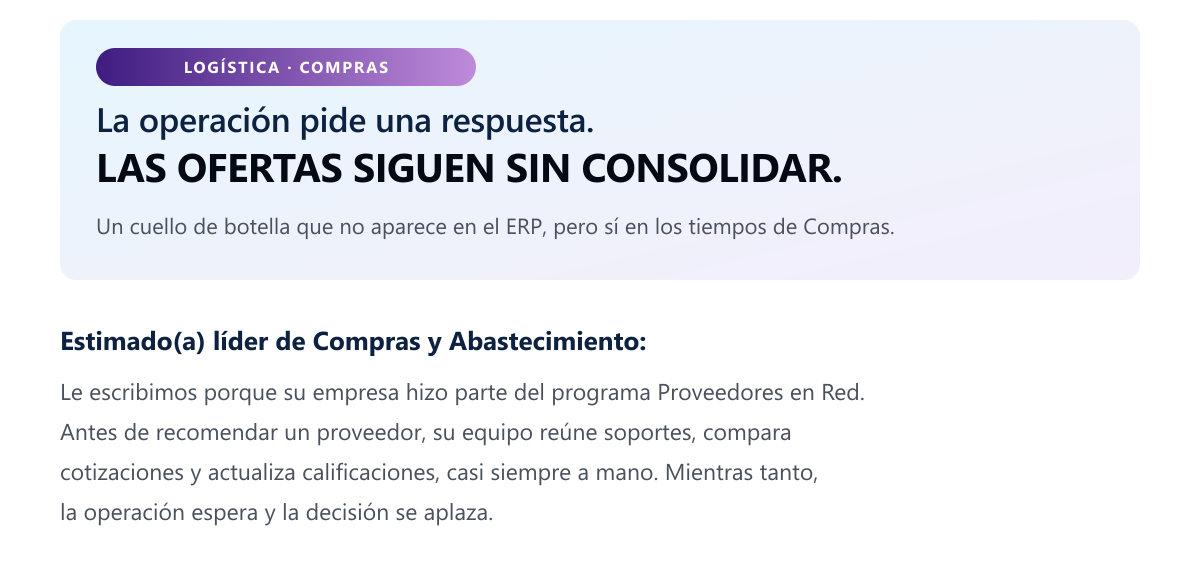 LOGÍSTICA · COMPRAS
La operación pide una respuesta.
LAS OFERTAS SIGUEN SIN CONSOLIDAR.
Un cuello de botella que no aparece en el ERP, pero sí en los tiempos de Compras.
Estimado(a) líder de Compras y Abastecimiento:
Le escribimos porque su empresa hizo parte del programa Proveedores en Red.
Antes de recomendar un proveedor, su equipo reúne soportes, compara
cotizaciones y actualiza calificaciones, casi siempre a mano. Mientras tanto,
la operación espera y la decisión se aplaza.